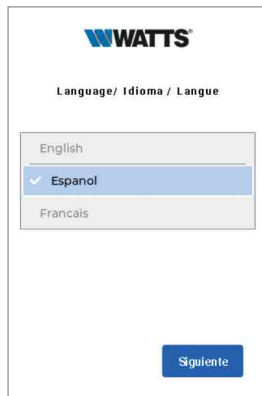 WATTS®
Language/ Idioma / Langue
English
Espanol
Francais
Siguiente